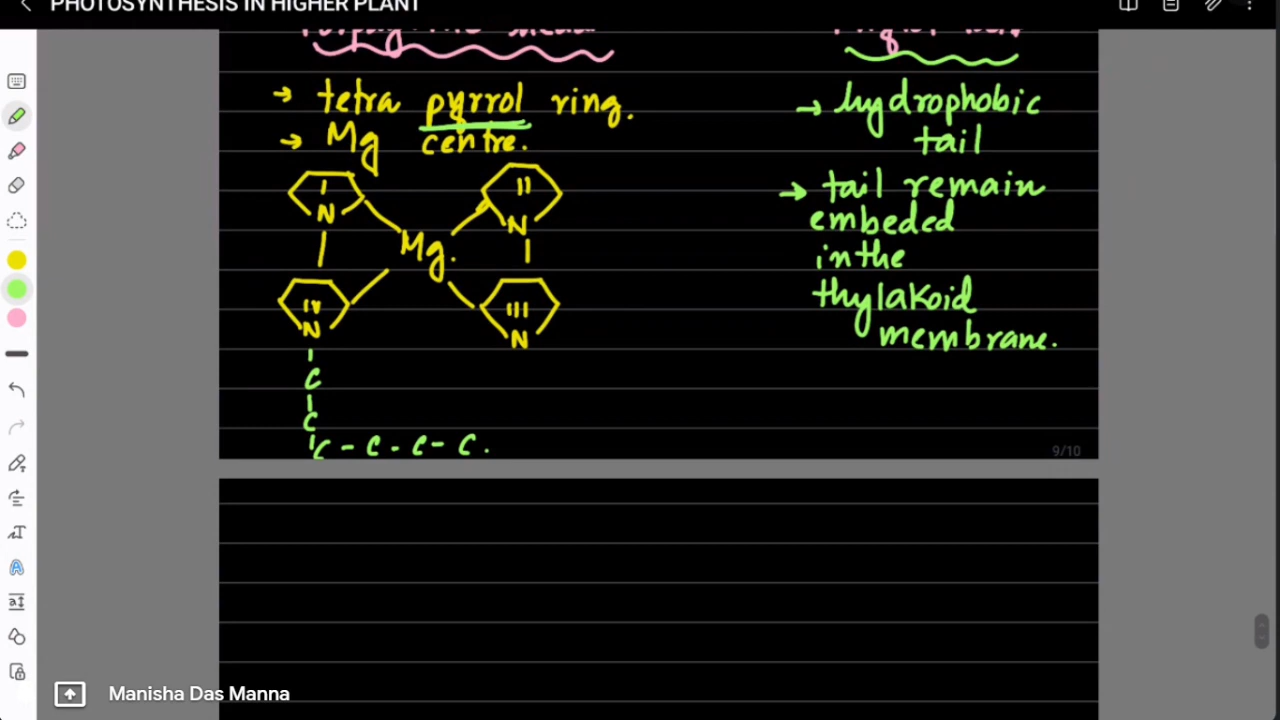 PHOTOSYNTHESIS IN HIGHER PLANT
→ tetra pyrrol ring.
→ Mg centre.
I
N
II
N
Mg.
IV
N
III
N
C
C
C - C - C - C.
→ hydrophobic
tail
→ tail remain
embeded
in the
thylakoid
membrane.
9/10
Manisha Das Manna